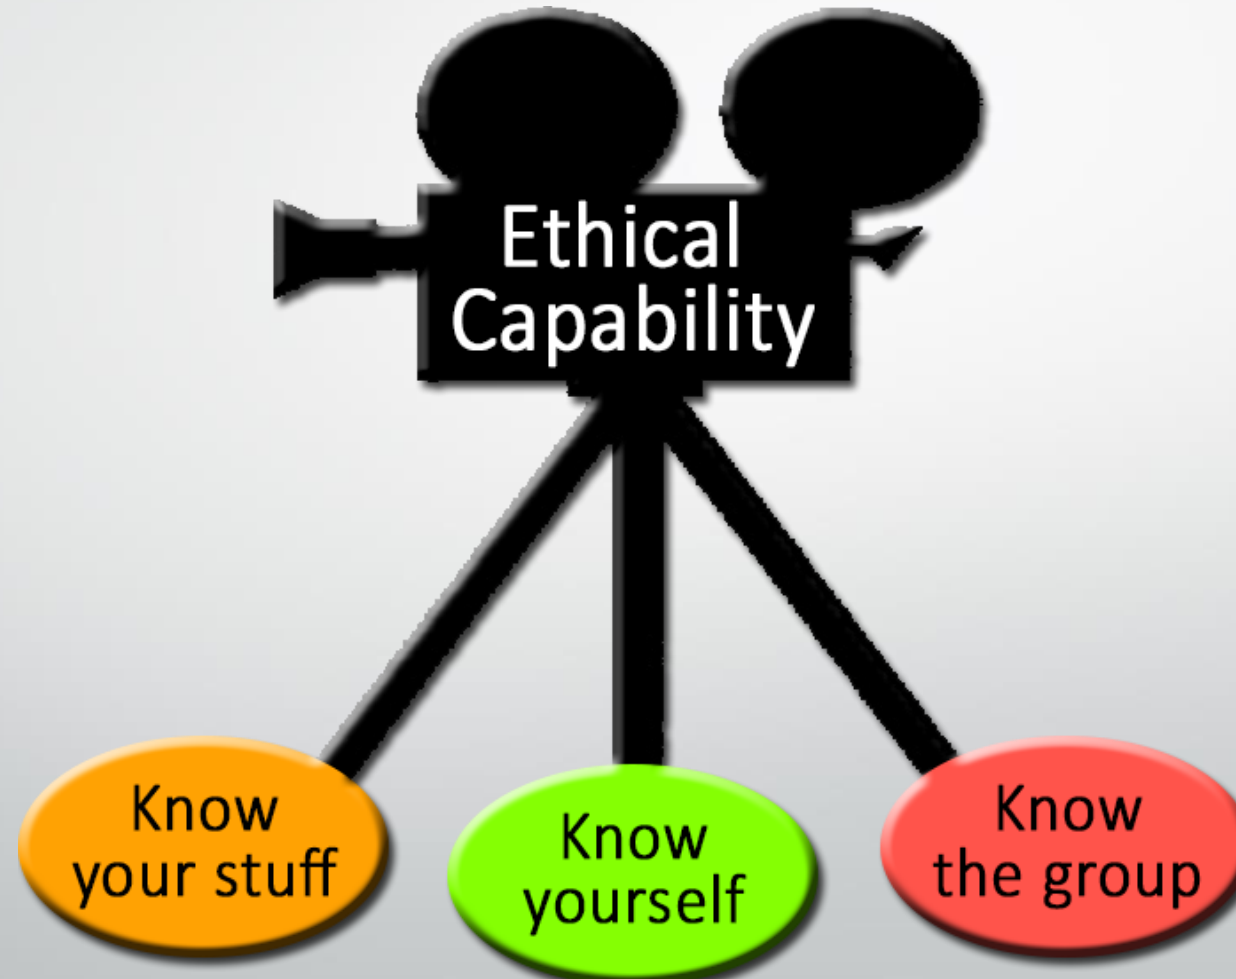 Ethical
Capability
Know
your stuff
Know
yourself
Know
the group